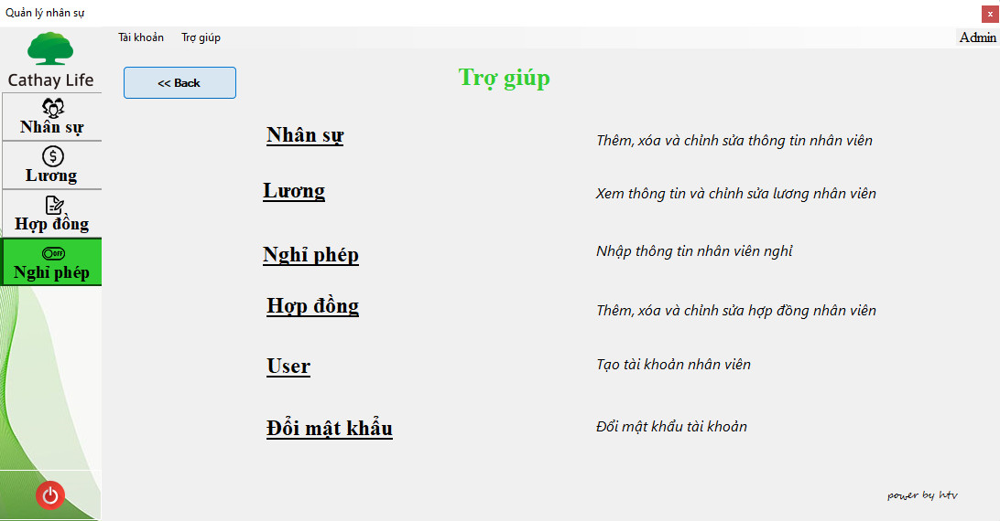 Quản lý nhân sự
x
Tài khoản Trợ giúp
Admin
Cathay Life
Nhân sự
Lương
Hợp đồng
OFF
Nghỉ phép
<< Back
Trợ giúp
Nhân sự Thêm, xóa và chỉnh sửa thông tin nhân viên
Lương Xem thông tin và chỉnh sửa lương nhân viên
Nghỉ phép Nhập thông tin nhân viên nghỉ
Hợp đồng Thêm, xóa và chỉnh sửa hợp đồng nhân viên
User Tạo tài khoản nhân viên
Đổi mật khẩu Đổi mật khẩu tài khoản
power by htv